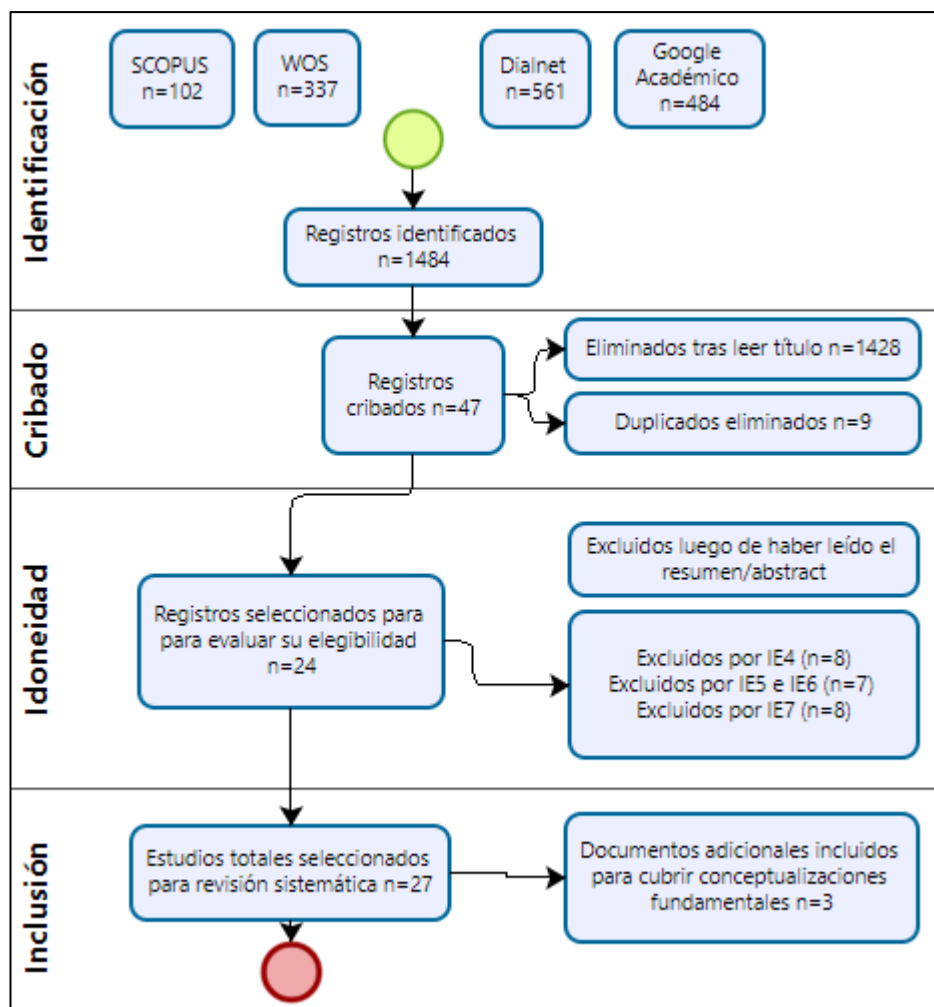 Identificación
SCOPUS
n=102
WOS
n=337
Dialnet
n=561
Google
Académico
n=484
Registros identificados
n=1484
Cribado
Registros
cribados n=47
Eliminados tras leer título n=1428
Duplicados eliminados n=9
Idoneidad
Registros seleccionados para
para evaluar su elegibilidad
n=24
Excluidos luego de haber leído el
resumen/abstract
Excluidos por IE4 (n=8)
Excluidos por IE5 e IE6 (n=7)
Excluidos por IE7 (n=8)
Inclusión
Estudios totales seleccionados
para revisión sistemática n=27
Documentos adicionales incluidos
para cubrir conceptualizaciones
fundamentales n=3